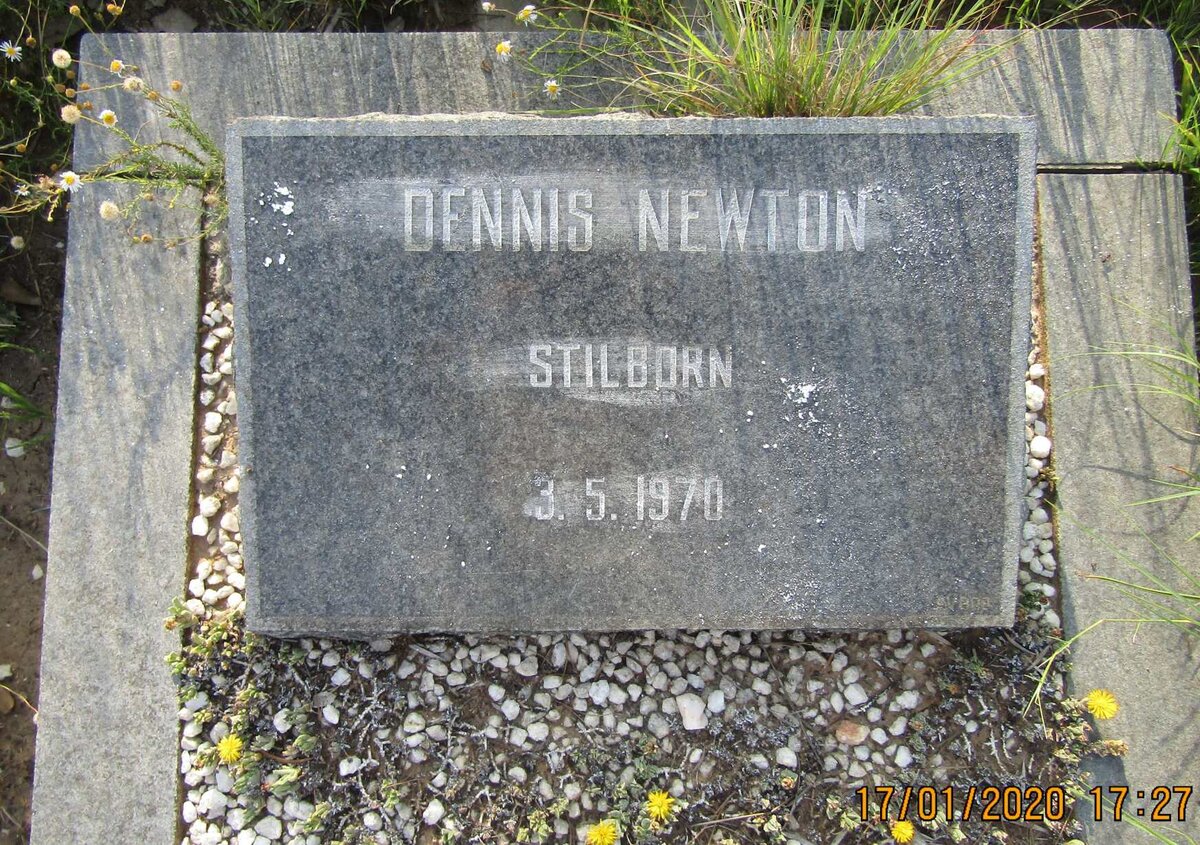 DENNIS NEWTON
STILBORN
3. 5. 1970
17/01/2020 17:27